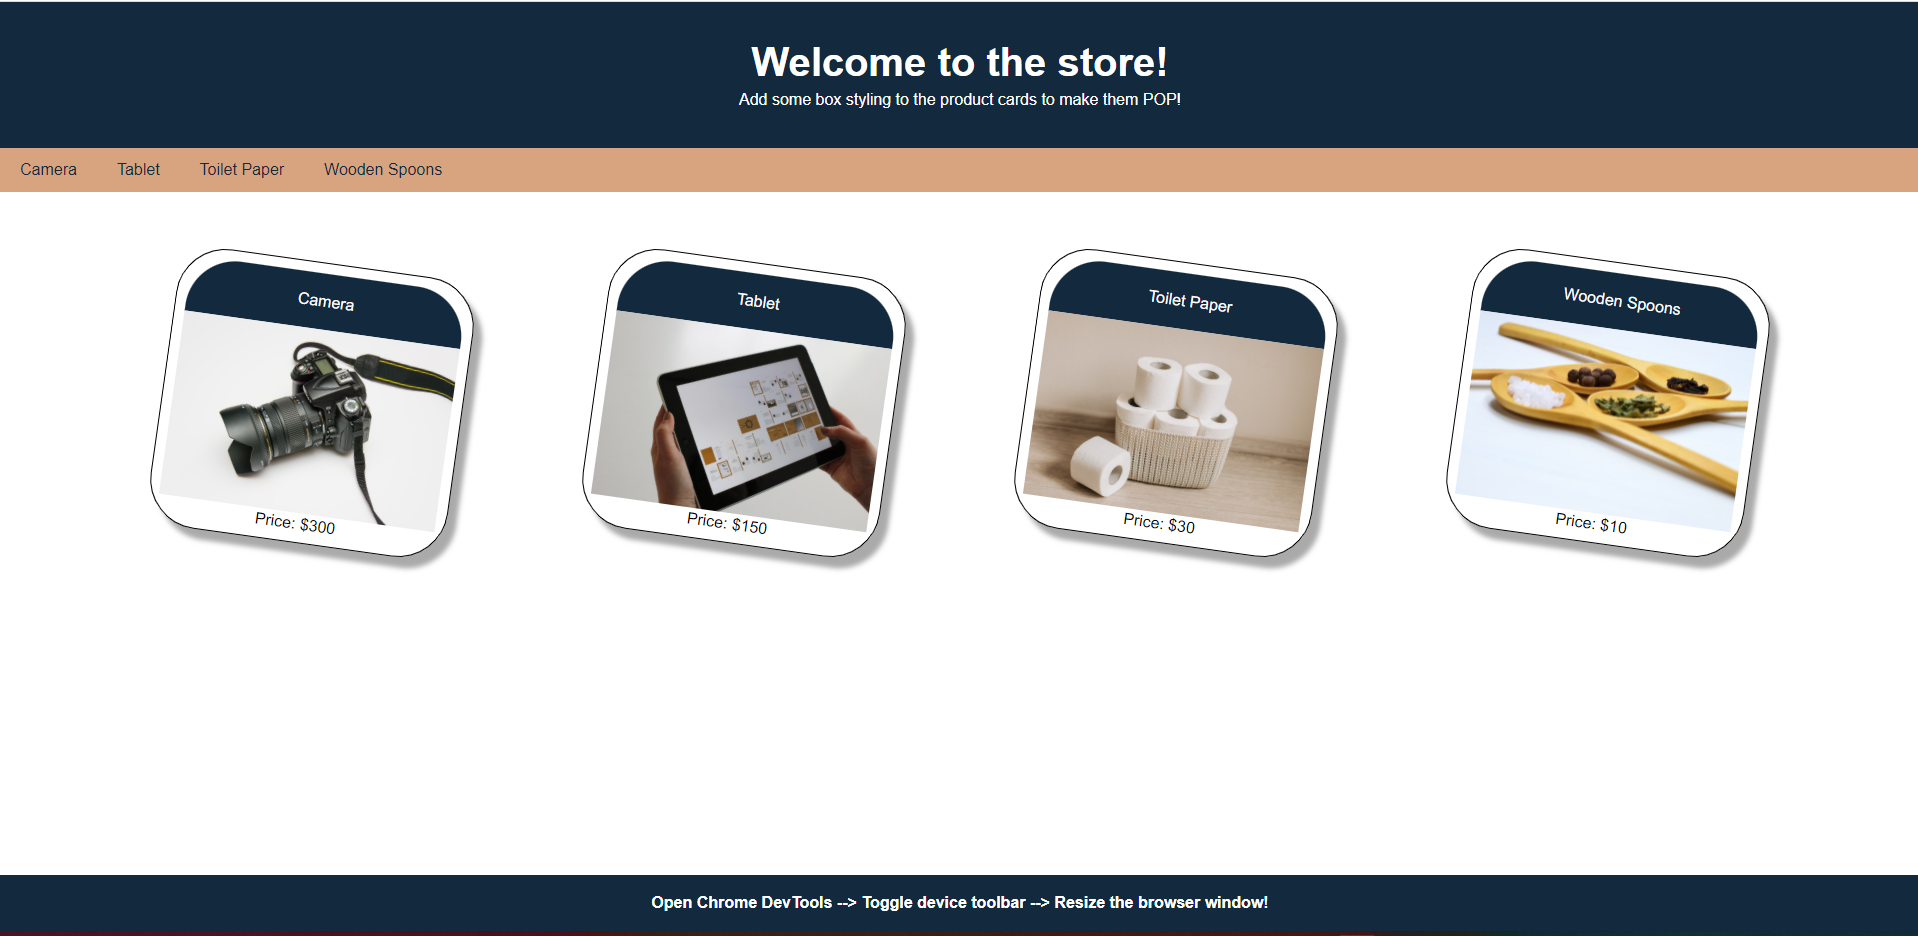 Welcome to the store!
Add some box styling to the product cards to make them POP!
Camera Tablet Toilet Paper Wooden Spoons
Camera
Price: $300
Tablet
Price: $150
Toilet Paper
Price: $30
Wooden Spoons
Price: $10
Open Chrome DevTools --> Toggle device toolbar --> Resize the browser window!